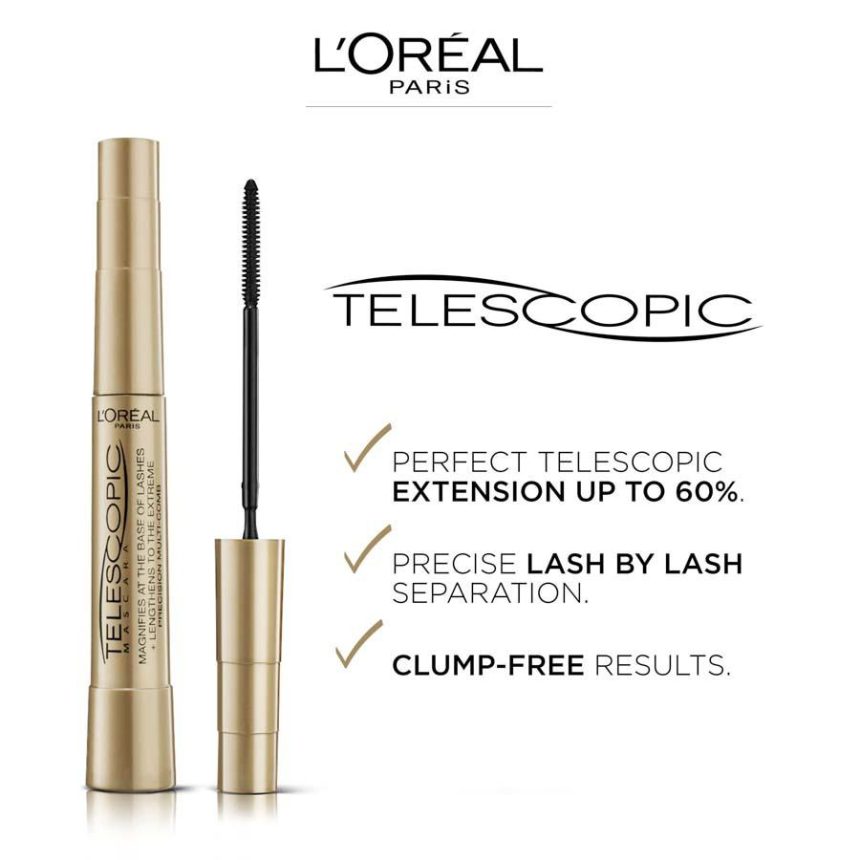 L'ORÉAL
PARiS
TELESCOPIC
PERFECT TELESCOPIC
EXTENSION UP TO 60%.
PRECISE LASH BY LASH
SEPARATION.
CLUMP-FREE RESULTS.
L'ORÉAL
PARIS
TELESCOPIC
MASCARA
MAGNIFIES AT THE BASE OF LASHES
+ LENGTHENS TO THE EXTREME
PRECISION MULTI-COMB